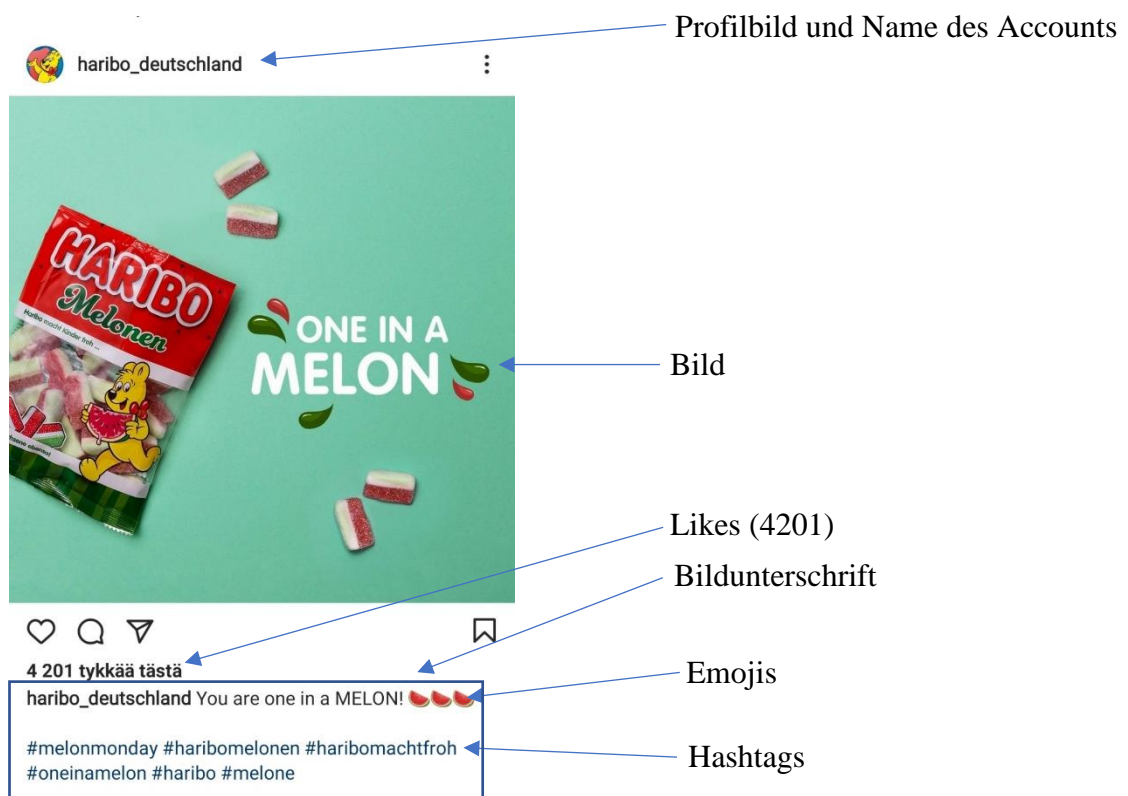 Profilbild und Name des Accounts
haribo_deutschland
HARIBO
Melonen
Haribo macht Kinder froh ...
ONE IN A
MELON
Bild
Likes (4201)
Bildunterschrift
4 201 tykkää tästä
Emojis
haribo_deutschland You are one in a MELON! 🍉🍉🍉
#melonmonday #haribomelonen #haribomachtfroh
Hashtags
#oneinamelon #haribo #melone